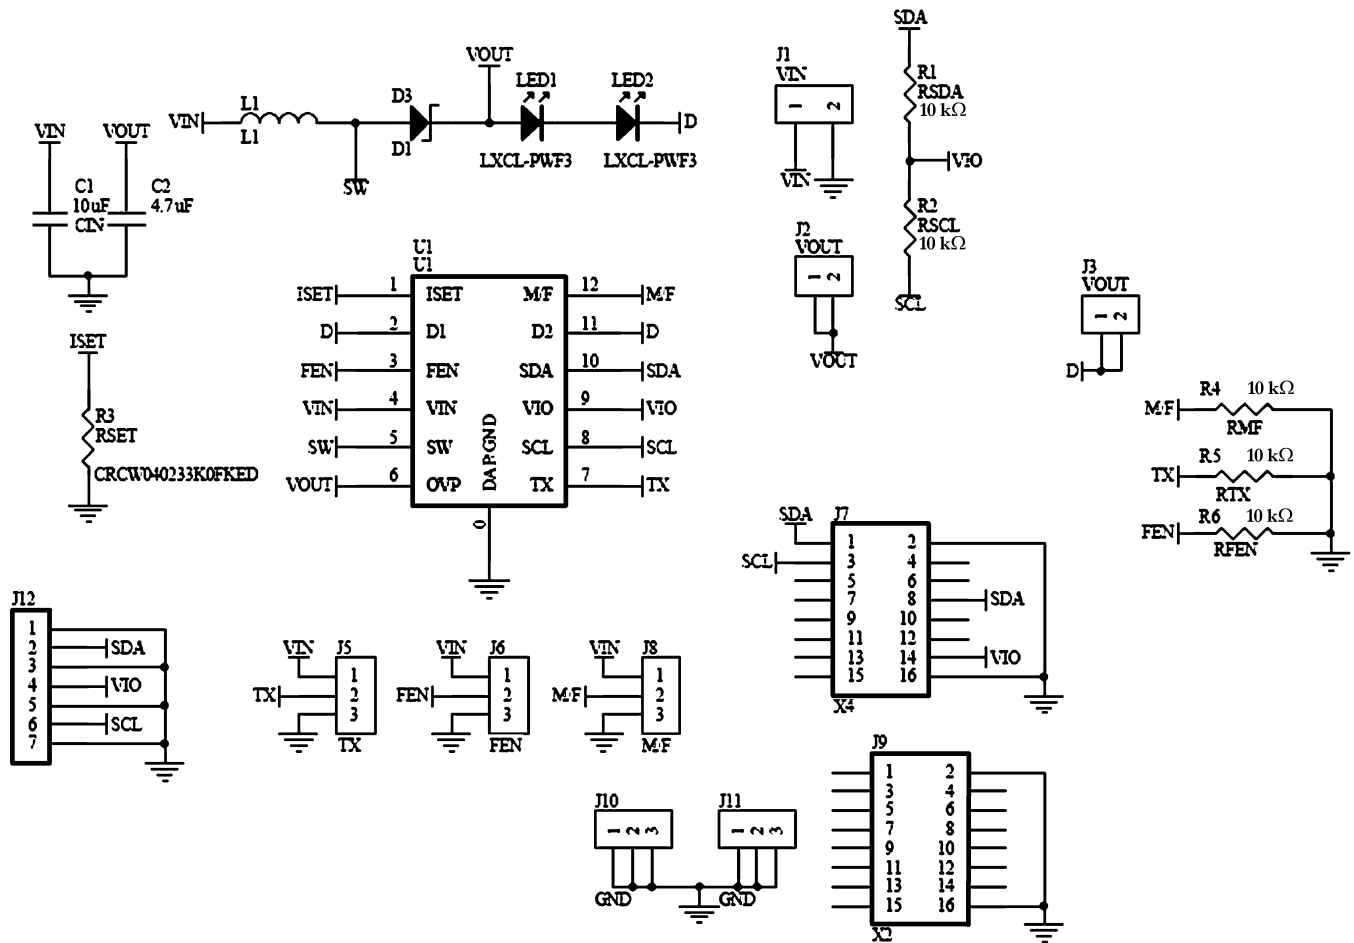 VIN
L1
L1
SW
D3
D1
VOUT
LED1
LXCL-PWF3
LED2
LXCL-PWF3
D
VIN
VOUT
C1
10uF
CIN
C2
4.7uF
ISET
R3
RSET
CRCW040233K0FKED
U1
U1
ISET 1 ISET M/F 12 M/F
D 2 D1 D2 11 D
FEN 3 FEN SDA 10 SDA
VIN 4 VIN VIO 9 VIO
SW 5 SW SCL 8 SCL
VOUT 6 OVP TX 7 TX
DAP/GND
0
J1
VIN
1 2
VIN
J2
VOUT
1 2
VOUT
SDA
R1
RSDA
10 kΩ
VIO
R2
RSCL
10 kΩ
SCL
J3
VOUT
1 2
D
M/F R4 10 kΩ
RMF
TX R5 10 kΩ
RTX
FEN R6 10 kΩ
RFEN
SDA
SCL
J7
1 2
3 4
5 6
7 8 SDA
9 10
11 12
13 14 VIO
15 16
X4
J12
1
2 SDA
3
4 VIO
5
6 SCL
7
VIN J5
1
TX 2
3
TX
VIN J6
1
FEN 2
3
FEN
VIN J8
1
M/F 2
3
M/F
J9
1 2
3 4
5 6
7 8
9 10
11 12
13 14
15 16
X2
J10
1 2 3
GND
J11
1 2 3
GND